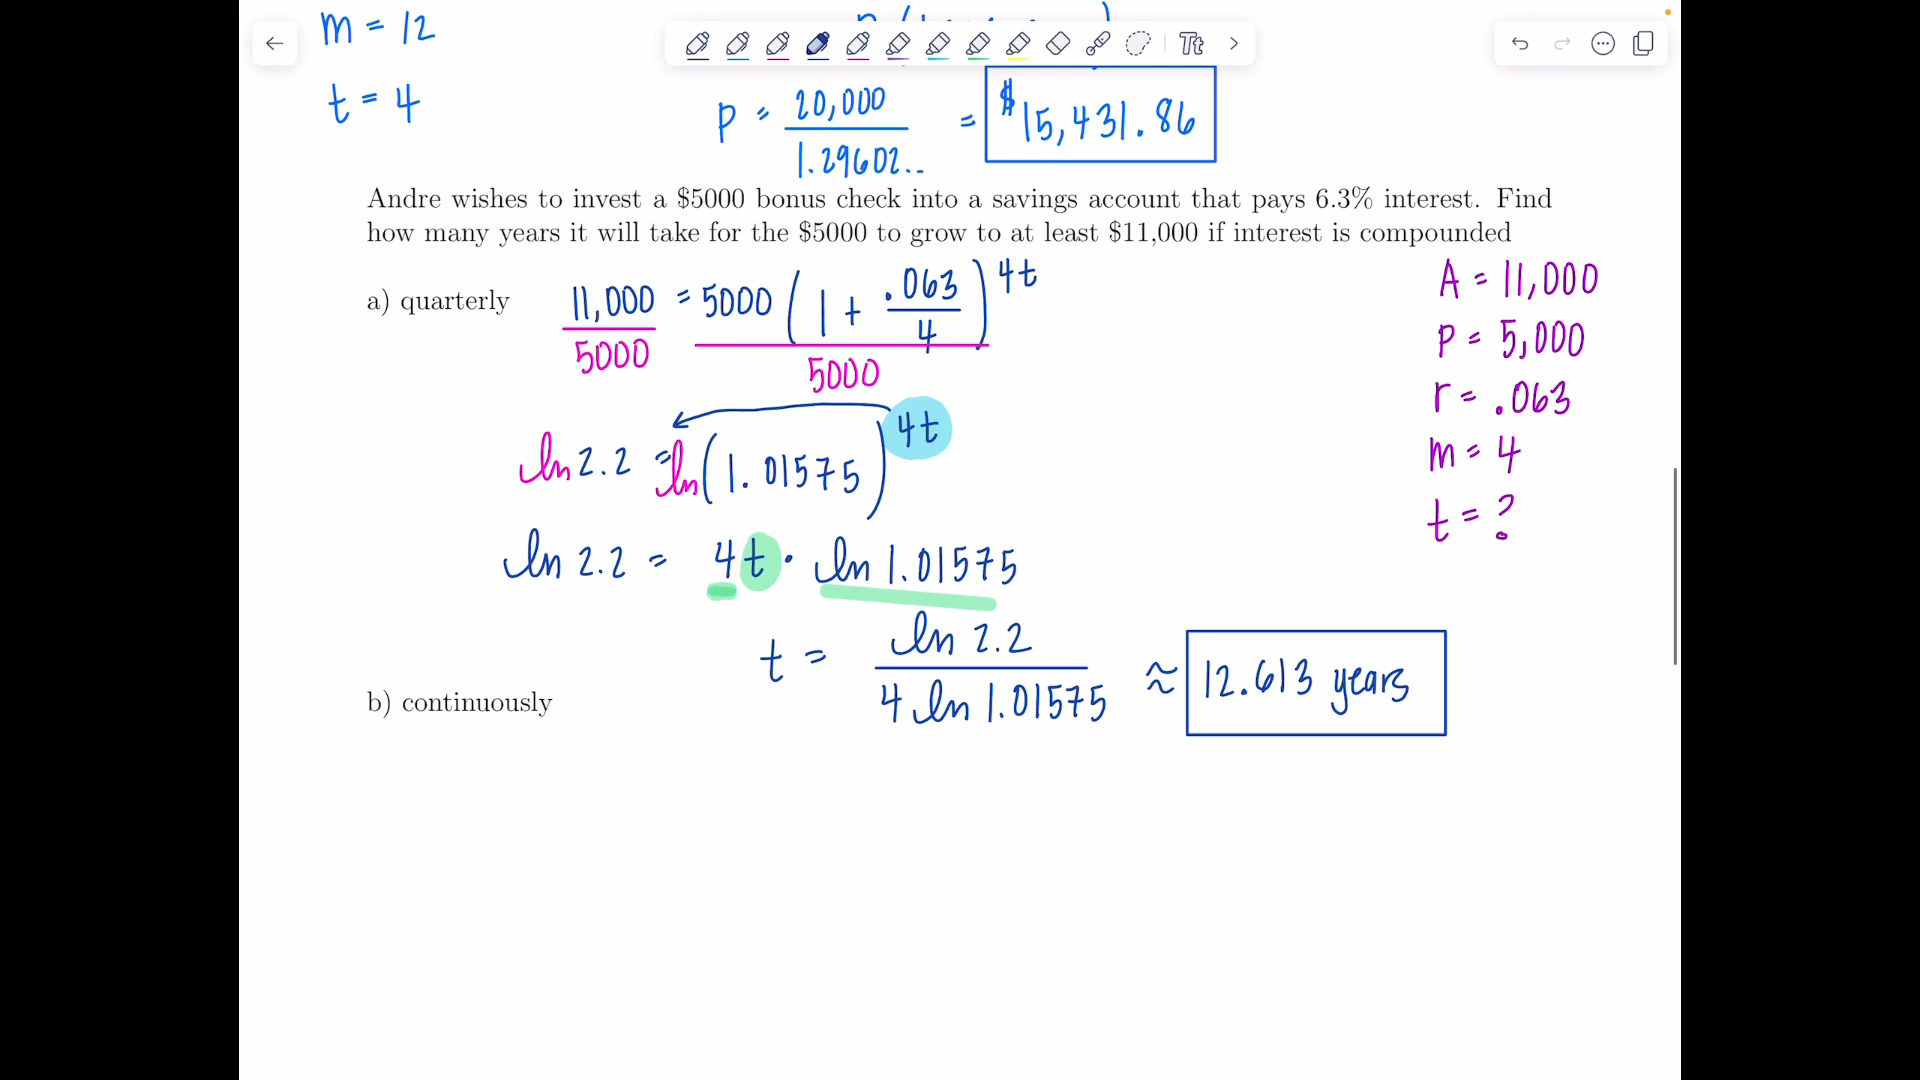 m = 12
t = 4
Tt
P = 20,000 / 1.29602.. = $15,431.86
Andre wishes to invest a $5000 bonus check into a savings account that pays 6.3% interest. Find
how many years it will take for the $5000 to grow to at least $11,000 if interest is compounded
a) quarterly
11,000 = 5000 (1 + .063/4)^4t
5000 5000
ln 2.2 = ln(1.01575)^4t
ln 2.2 = 4t · ln 1.01575
t = ln 2.2 / 4 ln 1.01575 ≈ 12.613 years
A = 11,000
P = 5,000
r = .063
m = 4
t = ?
b) continuously